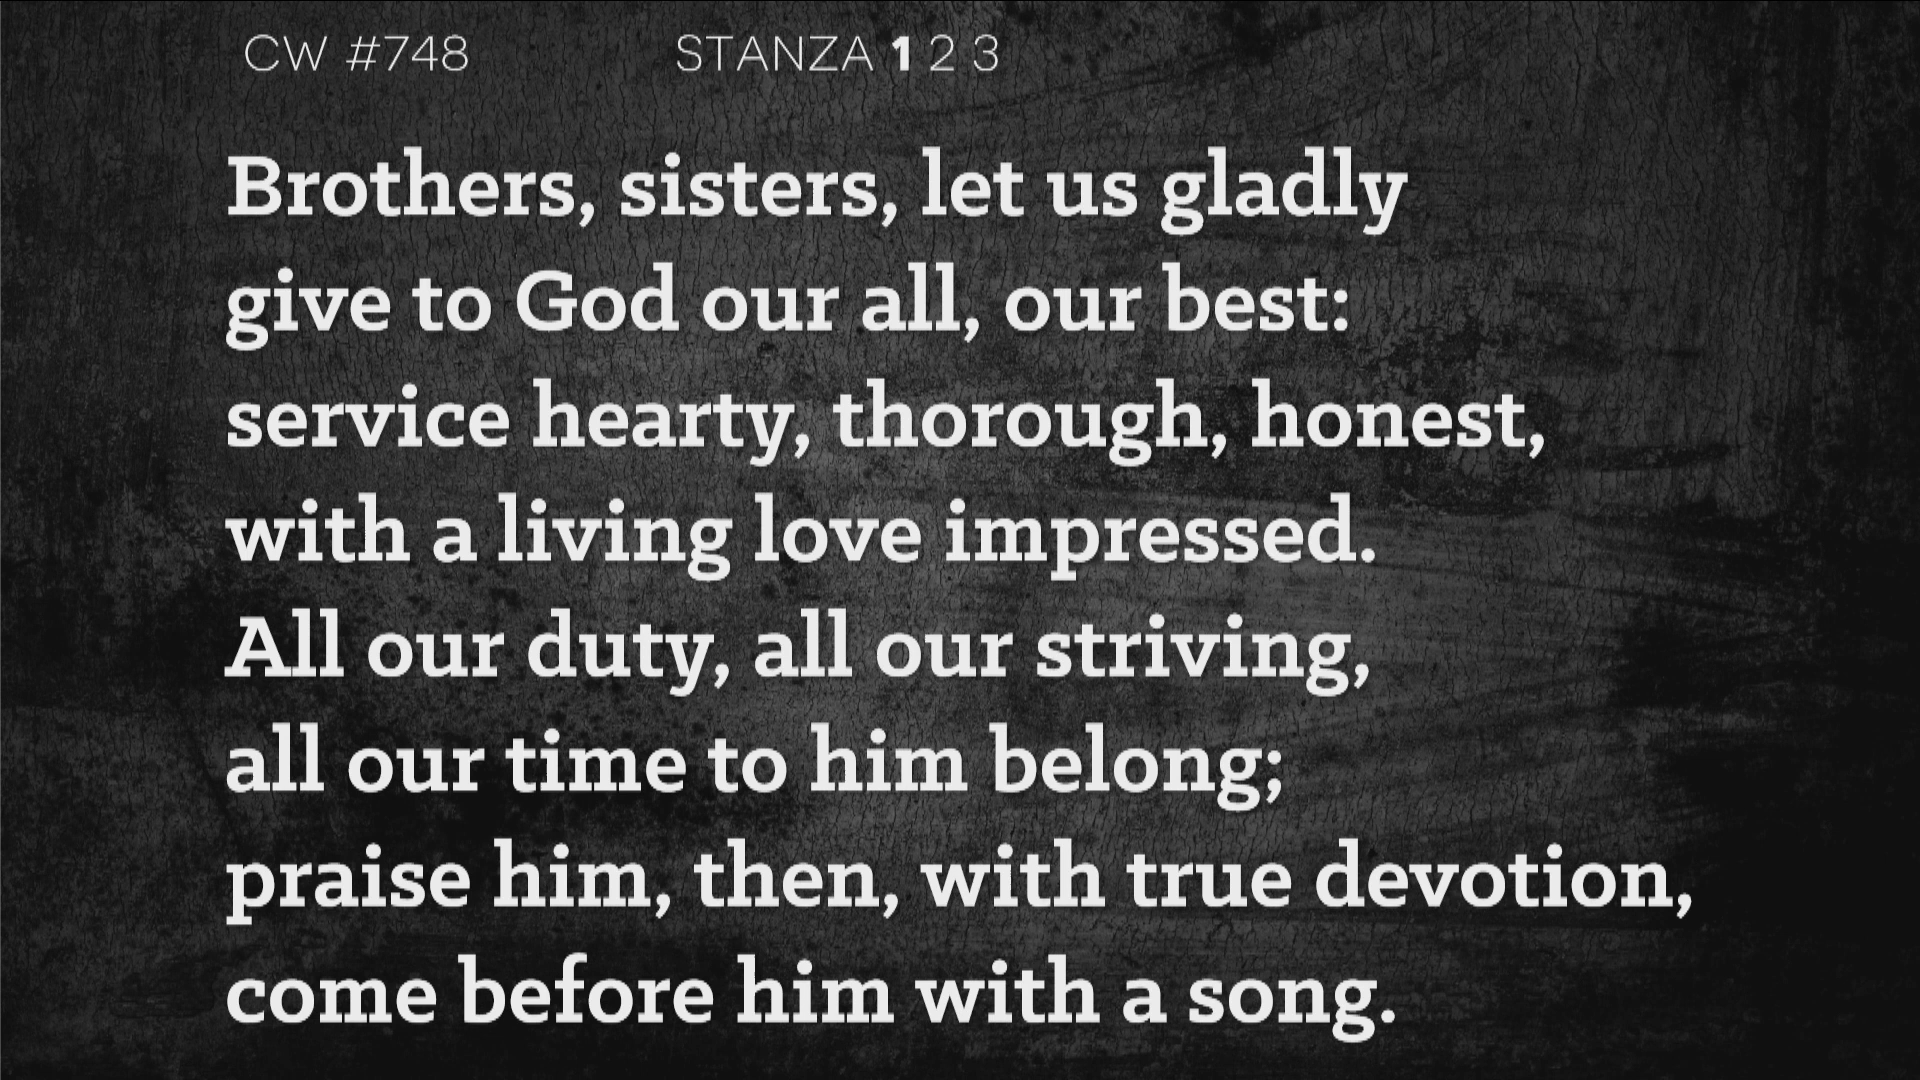 CW #748 STANZA 1 2 3
Brothers, sisters, let us gladly
give to God our all, our best:
service hearty, thorough, honest,
with a living love impressed.
All our duty, all our striving,
all our time to him belong;
praise him, then, with true devotion,
come before him with a song.